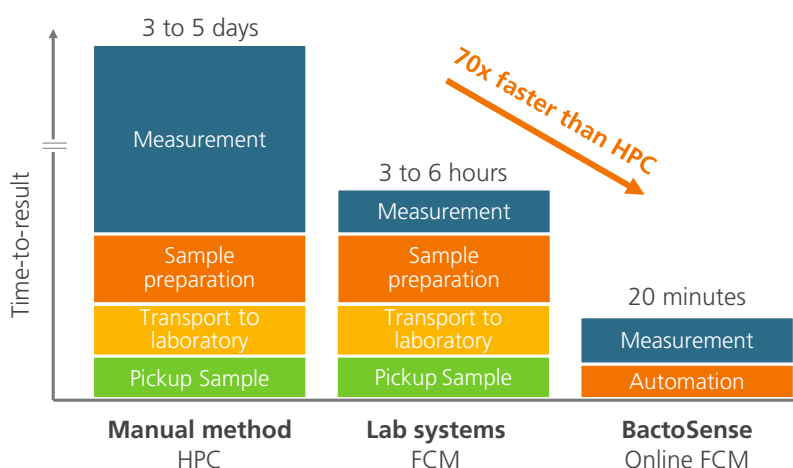 3 to 5 days
Time-to-result
Measurement
Sample
preparation
Transport to
laboratory
Pickup Sample
Manual method
HPC
3 to 6 hours
Measurement
Sample
preparation
Transport to
laboratory
Pickup Sample
Lab systems
FCM
70x faster than HPC
20 minutes
Measurement
Automation
BactoSense
Online FCM